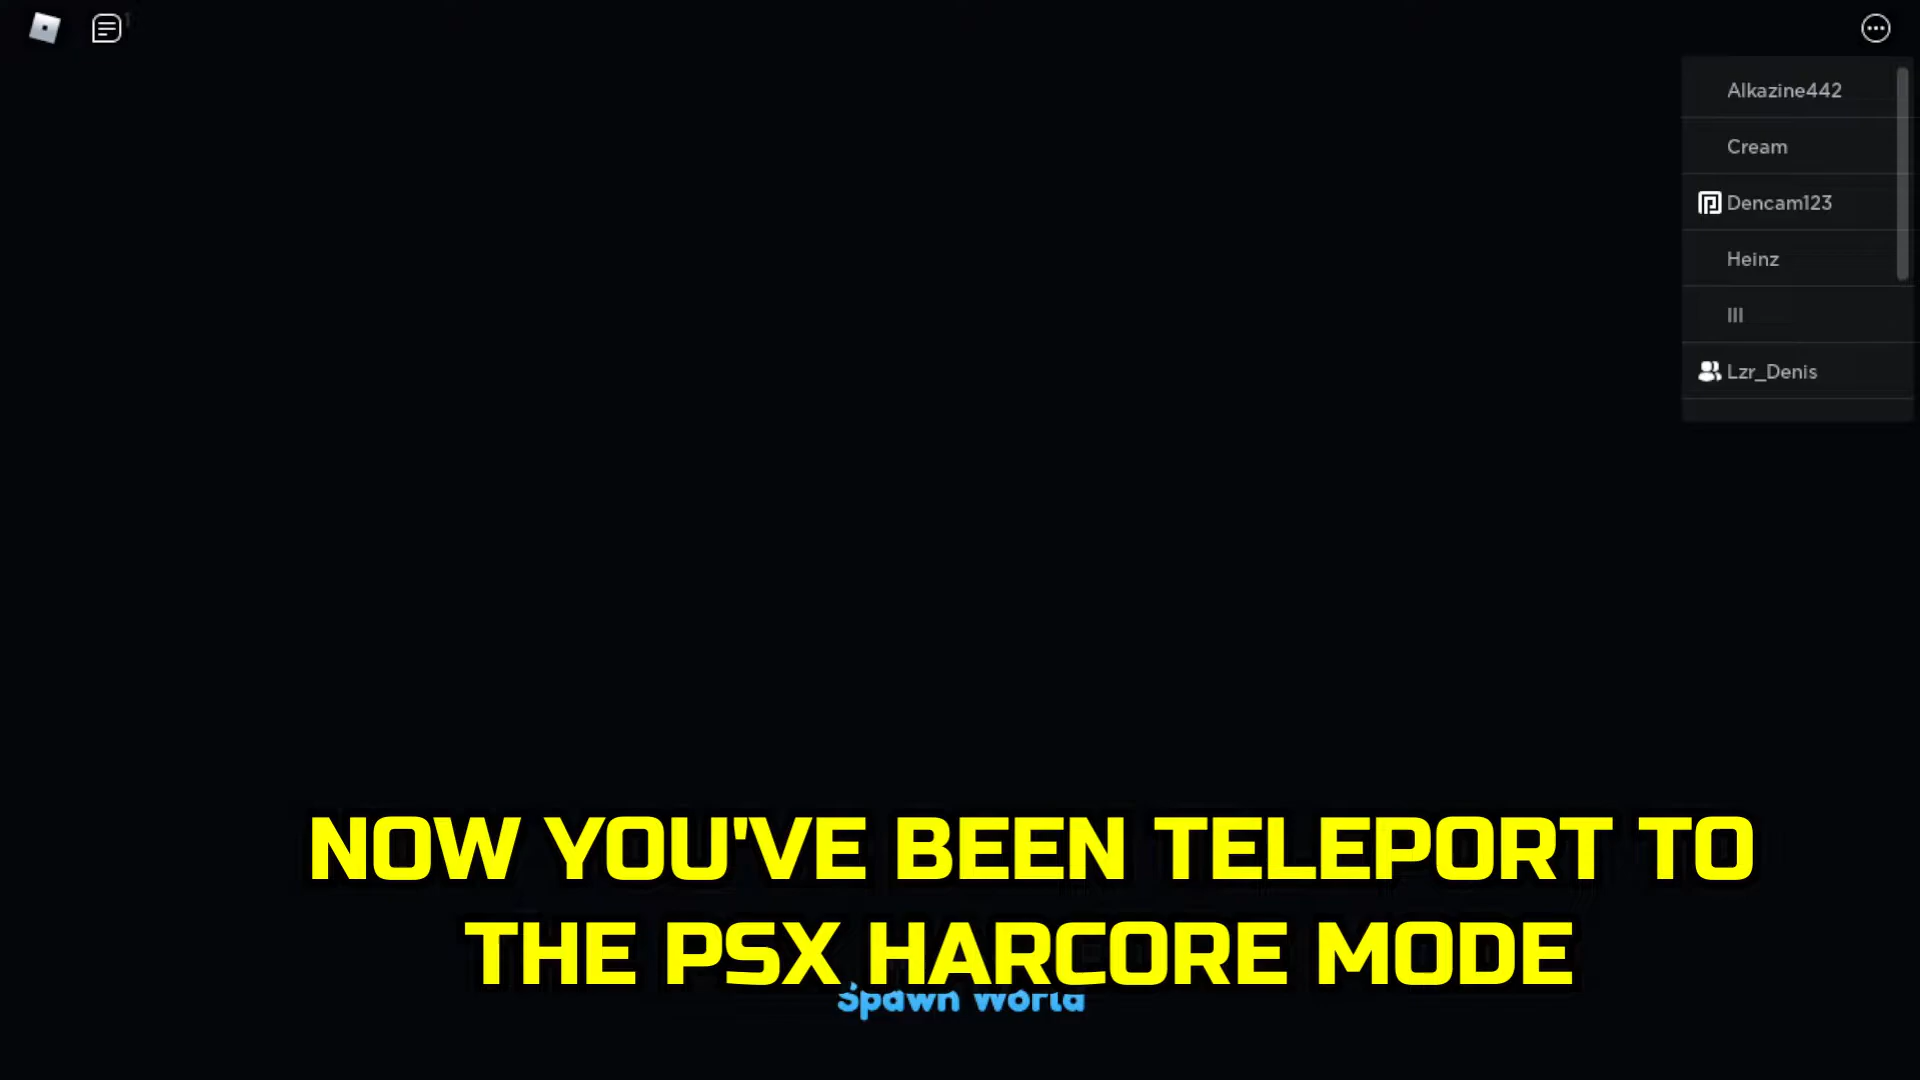 Alkazine442
Cream
Dencam123
Heinz
III
Lzr_Denis
NOW YOU'VE BEEN TELEPORT TO
THE PSX HARCORE MODE
Spawn World